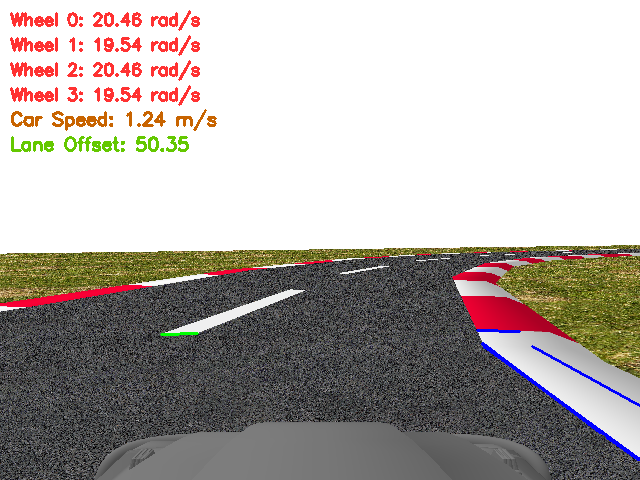 Wheel 0: 20.46 rad/s
Wheel 1: 19.54 rad/s
Wheel 2: 20.46 rad/s
Wheel 3: 19.54 rad/s
Car Speed: 1.24 m/s
Lane Offset: 50.35